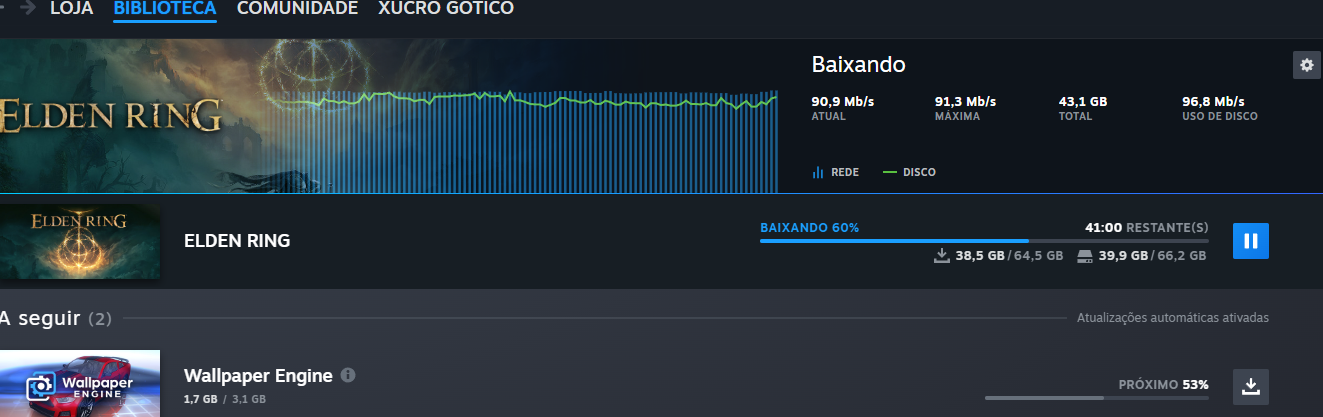 LOJA BIBLIOTECA COMUNIDADE XUCRO GÓTICO
ELDEN RING
Baixando
90,9 Mb/s 91,3 Mb/s 43,1 GB 96,8 Mb/s
ATUAL MÁXIMA TOTAL USO DE DISCO
REDE DISCO
ELDEN RING
ELDEN RING
BAIXANDO 60% 41:00 RESTANTE(S)
38,5 GB / 64,5 GB 39,9 GB / 66,2 GB
A seguir (2) Atualizações automáticas ativadas
Wallpaper ENGINE
Wallpaper Engine
1,7 GB / 3,1 GB
PRÓXIMO 53%